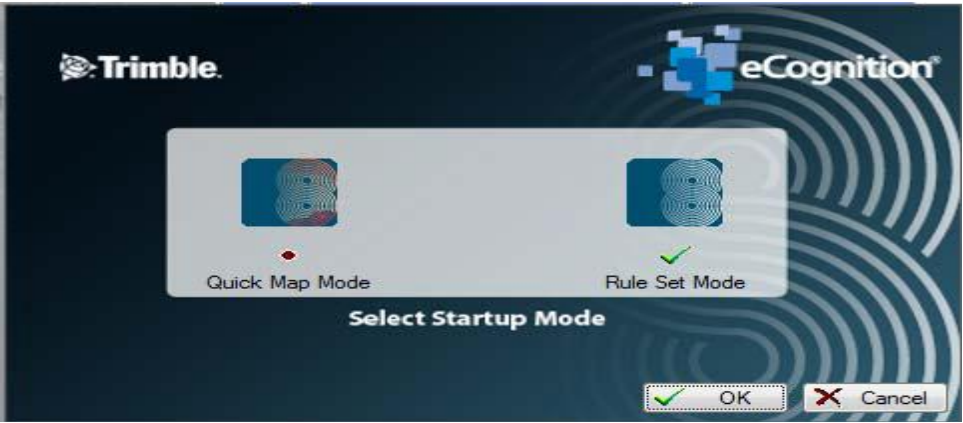 Trimble.
eCognition®
Quick Map Mode
Rule Set Mode
Select Startup Mode
OK
Cancel